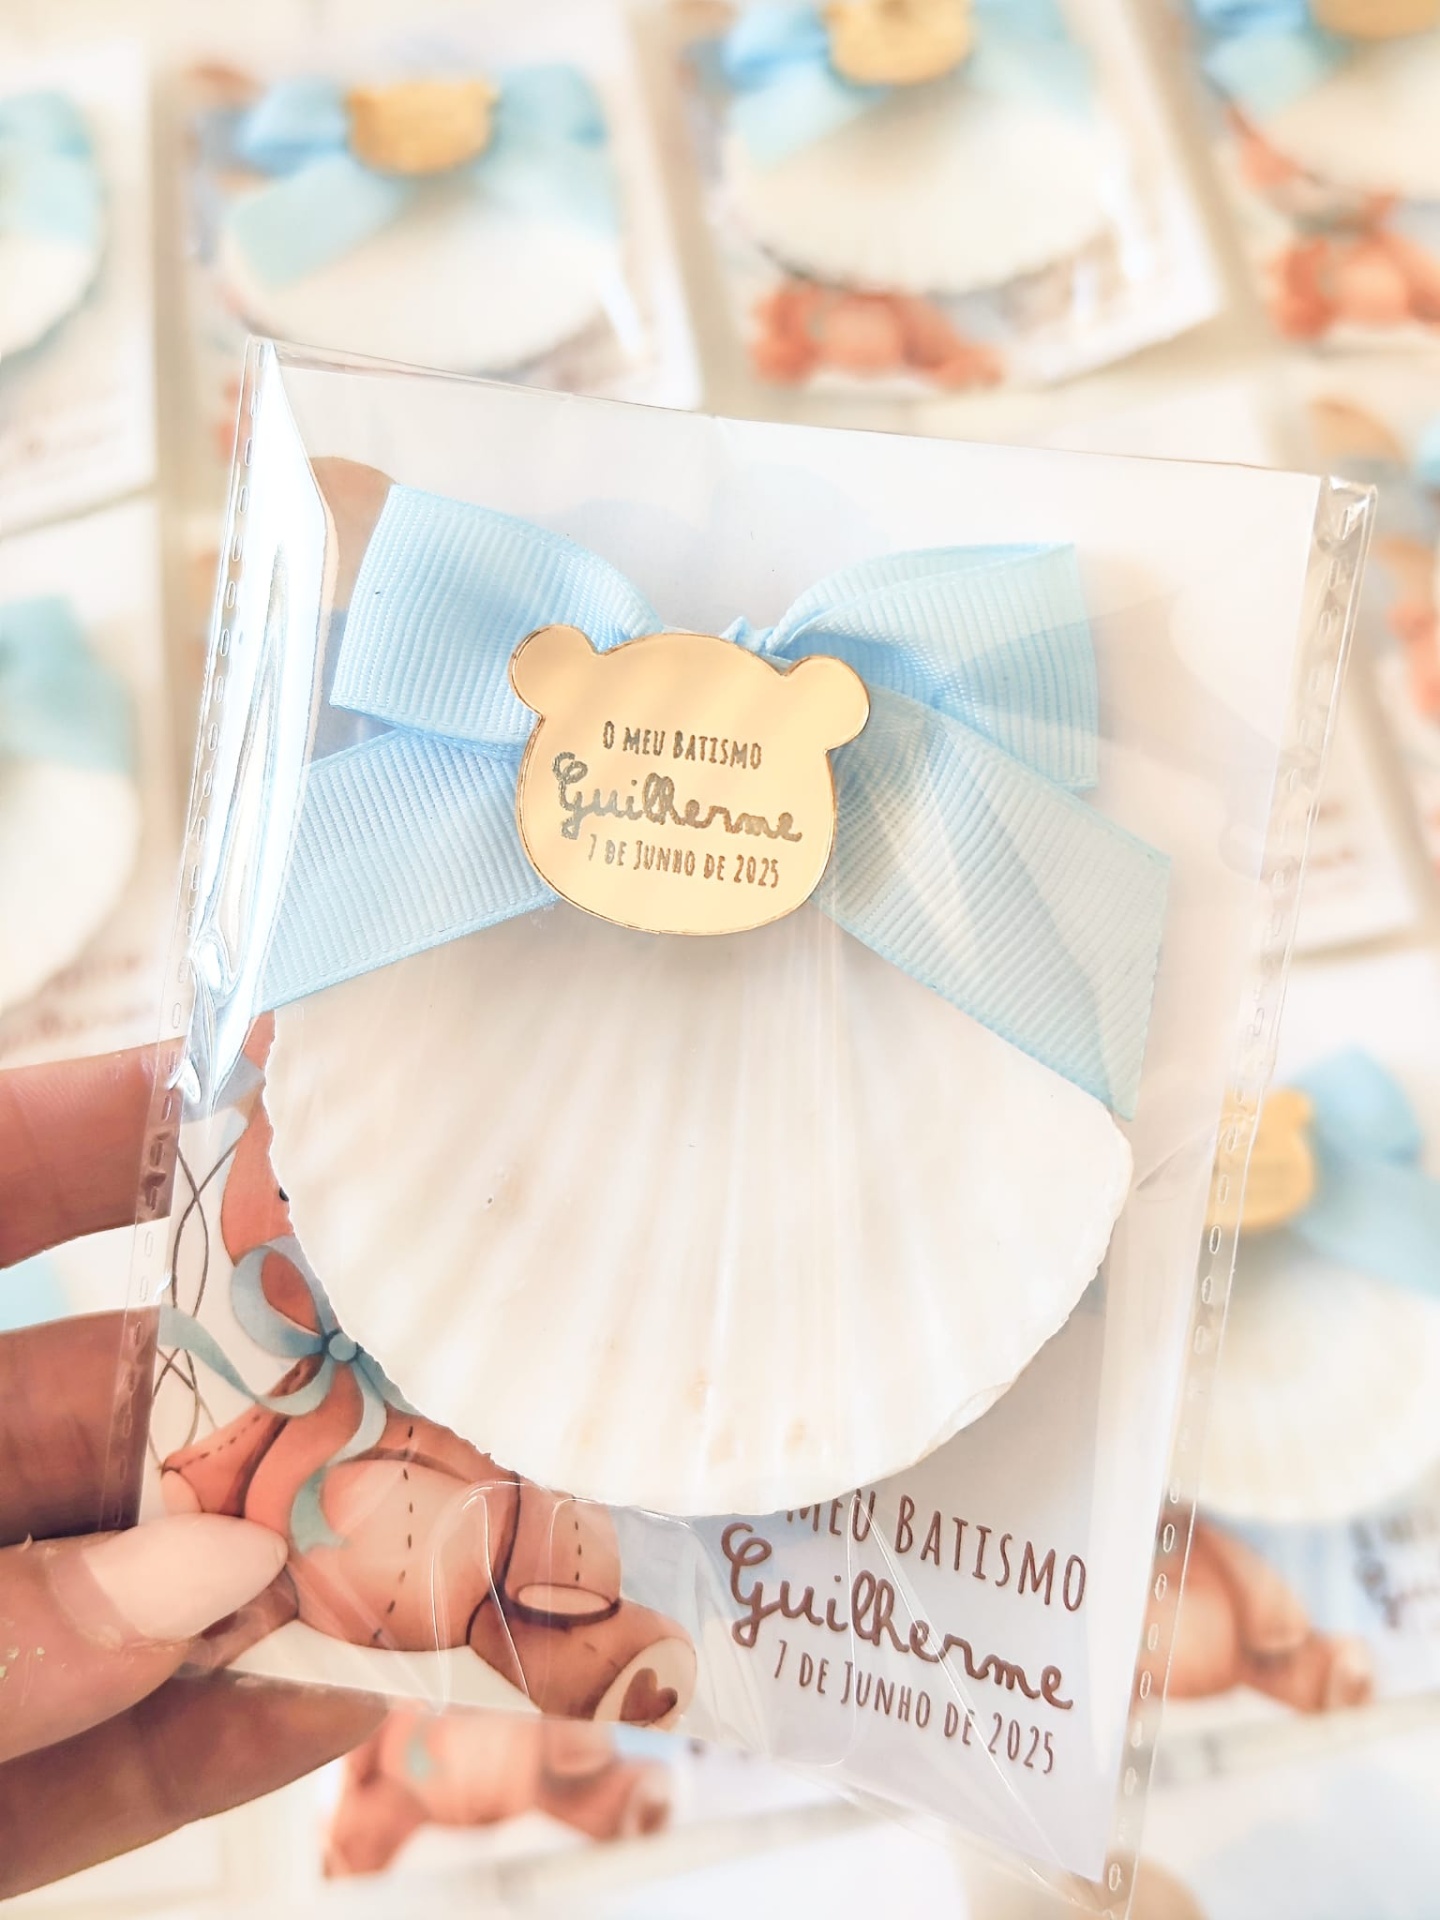 O MEU BATISMO
Guilherme
7 DE JUNHO DE 2025
MEU BATISMO
Guilherme
7 DE JUNHO DE 2025